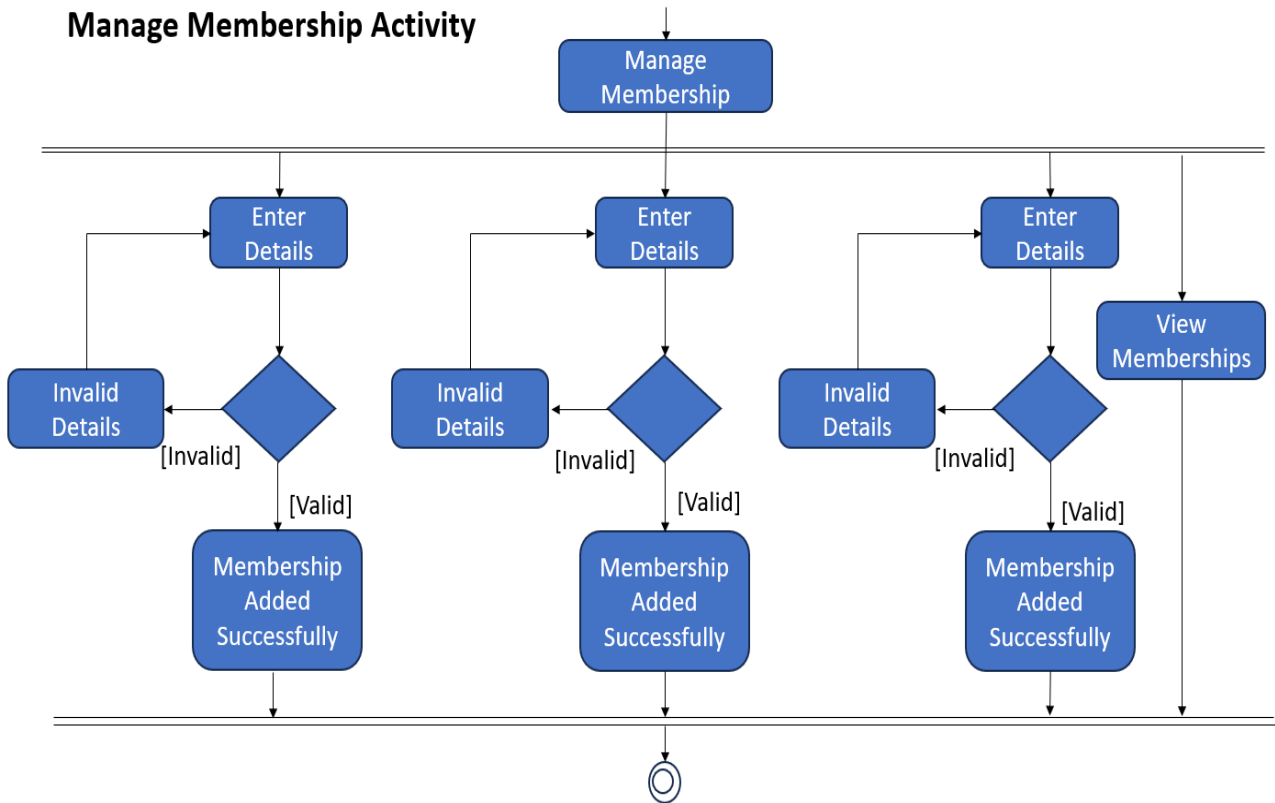 Manage Membership Activity
Manage
Membership
Enter
Details
Enter
Details
Enter
Details
View
Memberships
Invalid
Details
Invalid
Details
Invalid
Details
[Invalid]
[Invalid]
[Invalid]
[Valid]
[Valid]
[Valid]
Membership
Added
Successfully
Membership
Added
Successfully
Membership
Added
Successfully